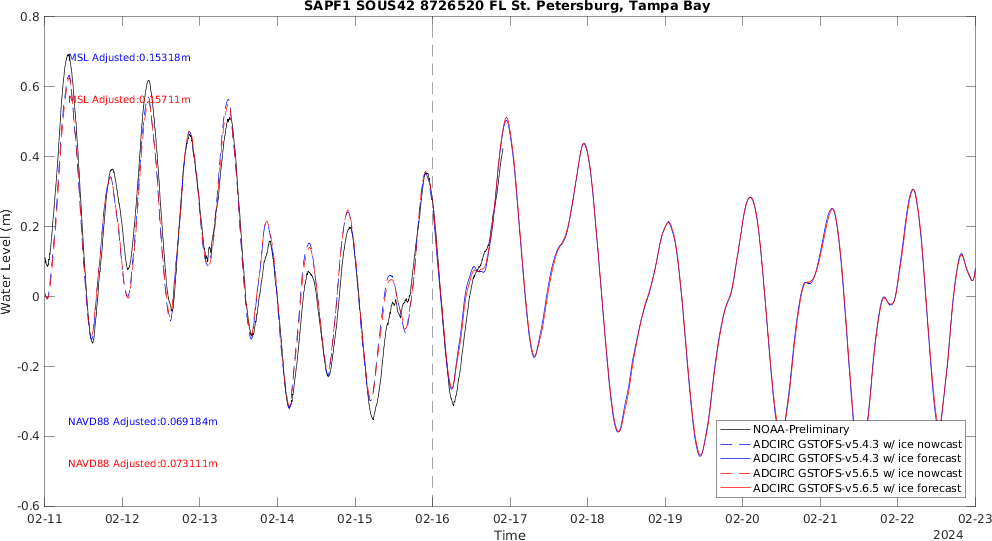 SAPF1 SOUS42 8726520 FL St. Petersburg, Tampa Bay
0.8
0.6
0.4
0.2
0
-0.2
-0.4
-0.6
Water Level (m)
MSL Adjusted:0.15318m
MSL Adjusted:0.15711m
NAVD88 Adjusted:0.069184m
NAVD88 Adjusted:0.073111m
NOAA-Preliminary
ADCIRC GSTOFS-v5.4.3 w/ ice nowcast
ADCIRC GSTOFS-v5.4.3 w/ ice forecast
ADCIRC GSTOFS-v5.6.5 w/ ice nowcast
ADCIRC GSTOFS-v5.6.5 w/ ice forecast
02-11 02-12 02-13 02-14 02-15 02-16 02-17 02-18 02-19 02-20 02-21 02-22 02-23
Time
2024